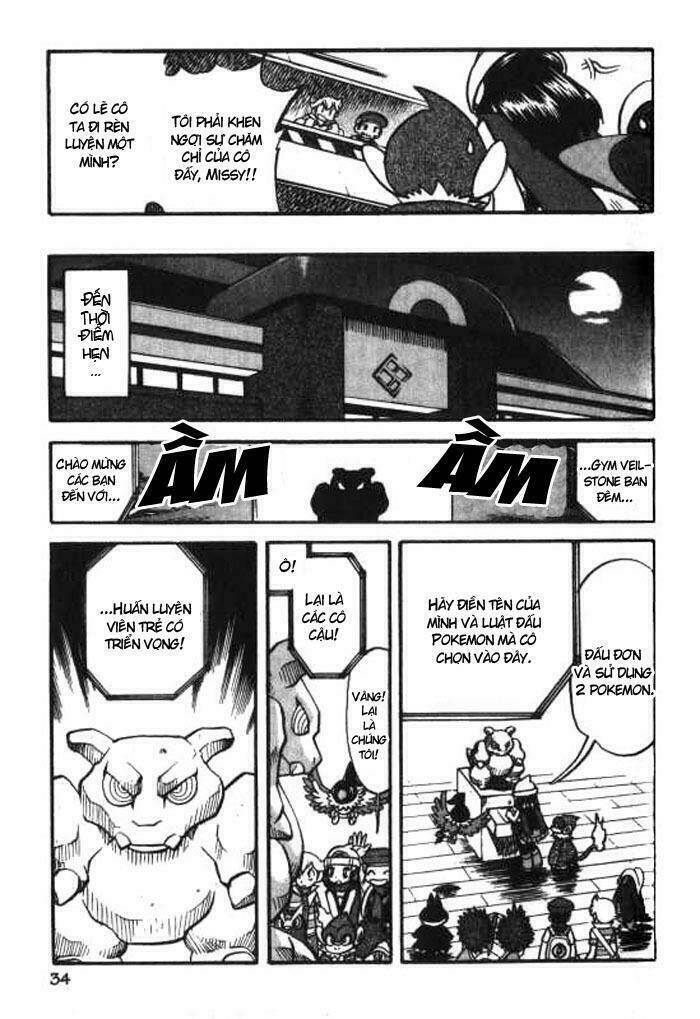 TÔI PHẢI KHEN
NGỢI SỰ CHĂM
CHỈ CỦA CÔ
ĐẤY, MISSY!!
CÓ LẼ CÔ
TA ĐI RÈN
LUYỆN MỘT
MÌNH?
ĐẾN
THỜI
ĐIỂM
HẸN
...
CHÀO MỪNG
CÁC BẠN
ĐẾN VỚI...
ẦM
ẦM
...GYM VEIL-
STONE BAN
ĐÊM...
...HUẤN LUYỆN
VIÊN TRẺ CÓ
TRIỂN VỌNG!
Ô!
LẠI LÀ
CÁC CÔ
CẬU!
VÂNG!
LẠI
LÀ
CHÚNG
TÔI!
HÃY ĐIỀN TÊN CỦA
MÌNH VÀ LUẬT ĐẤU
POKEMON MÀ CÔ
CHỌN VÀO ĐÂY.
ĐẤU ĐƠN
VÀ SỬ DỤNG
2 POKEMON.
34